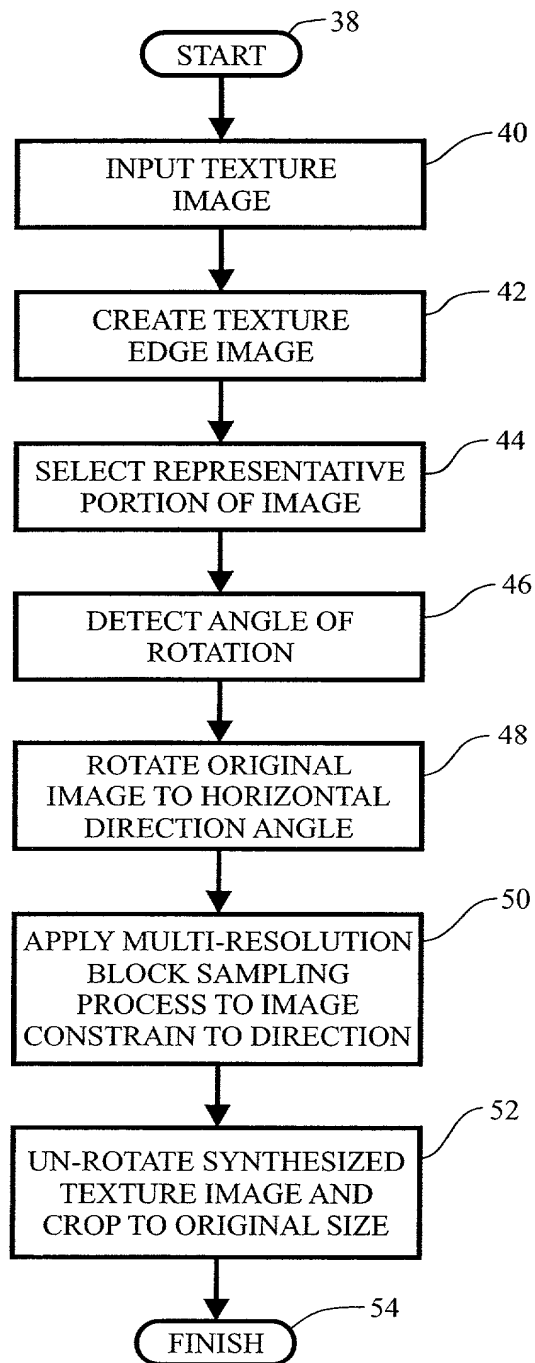 38
START
40
INPUT TEXTURE
IMAGE
42
CREATE TEXTURE
EDGE IMAGE
44
SELECT REPRESENTATIVE
PORTION OF IMAGE
46
DETECT ANGLE OF
ROTATION
48
ROTATE ORIGINAL
IMAGE TO HORIZONTAL
DIRECTION ANGLE
50
APPLY MULTI-RESOLUTION
BLOCK SAMPLING
PROCESS TO IMAGE
CONSTRAIN TO DIRECTION
52
UN-ROTATE SYNTHESIZED
TEXTURE IMAGE AND
CROP TO ORIGINAL SIZE
54
FINISH